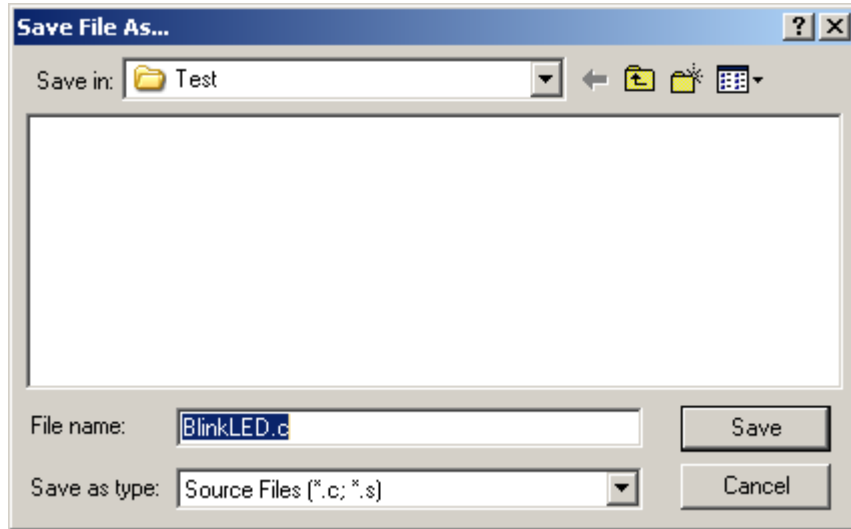 Save File As...
Save in: Test
File name: BlinkLED.c Save
Save as type: Source Files (*.c; *.s) Cancel